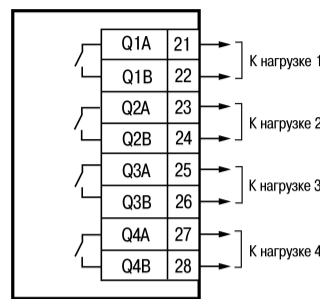 Q1A 21
Q1B 22
К нагрузке 1
Q2A 23
Q2B 24
К нагрузке 2
Q3A 25
Q3B 26
К нагрузке 3
Q4A 27
Q4B 28
К нагрузке 4